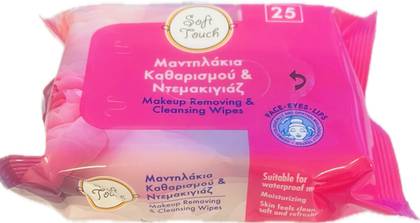 Soft
Touch
25
Μαντηλάκια
Καθαρισμού &
Ντεμακιγιάζ
Makeup Removing &
Cleansing Wipes
FACE-EYES-LIPS
Soft
Touch
Μαντηλάκια
Καθαρισμού &
Ντεμακιγιάζ
Makeup Removing
& Cleansing Wipes
Suitable for
waterproof
Moisturizing
Skin feels clean
soft and